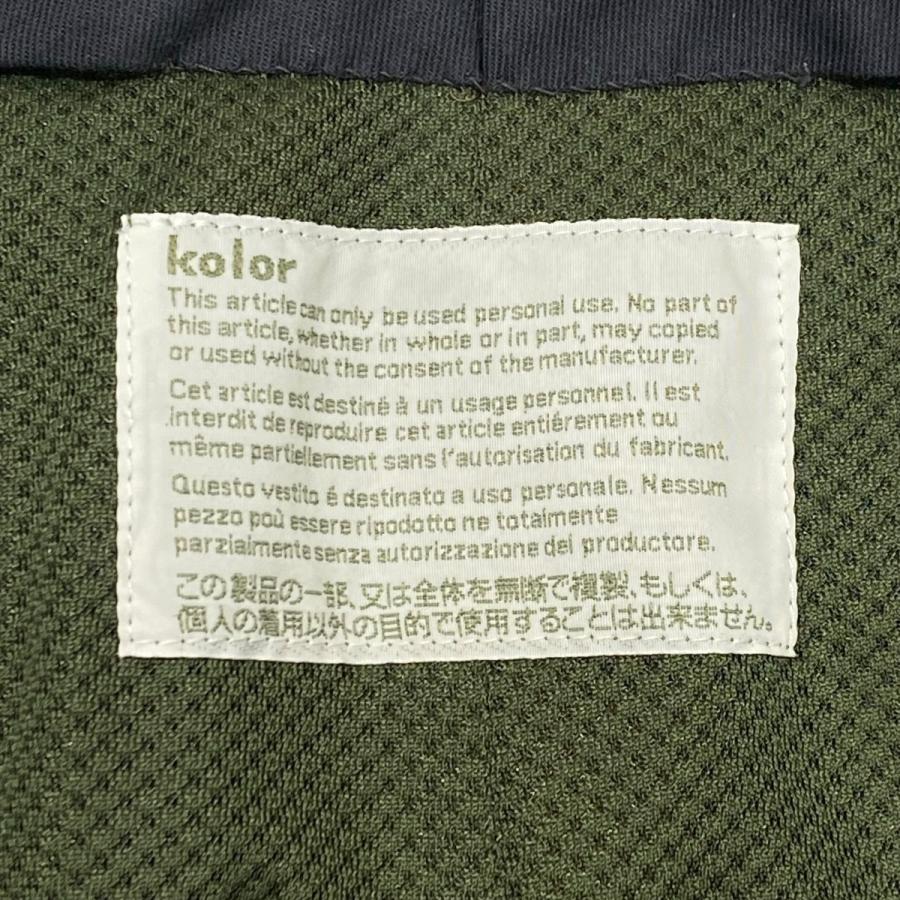 kolor
This article can only be used personal use. No part of
this article, whether in whole or in part, may copied
or used without the consent of the manufacturer.
Cet article est destiné à un usage personnel. Il est
interdit de reproduire cet article entiérement ou
même partiellement sans l'autorisation du fabricant.
Questo vestito é destinato a uso personale. Nessum
pezzo poù essere ripodotto ne totalmente
parzialmente senza autorizzazione del productore.
この製品の一部、又は全体を無断で複製、もしくは、
個人の着用以外の目的で使用することは出来ません。